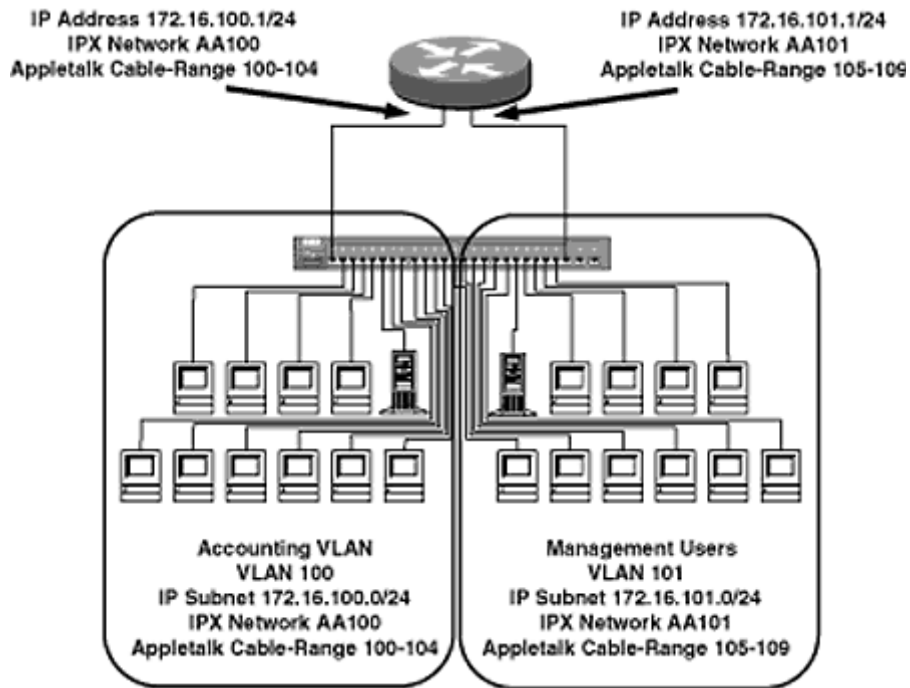 IP Address 172.16.100.1/24
IPX Network AA100
Appletalk Cable-Range 100-104
IP Address 172.16.101.1/24
IPX Network AA101
Appletalk Cable-Range 105-109
Accounting VLAN
VLAN 100
IP Subnet 172.16.100.0/24
IPX Network AA100
Appletalk Cable-Range 100-104
Management Users
VLAN 101
IP Subnet 172.16.101.0/24
IPX Network AA101
Appletalk Cable-Range 105-109